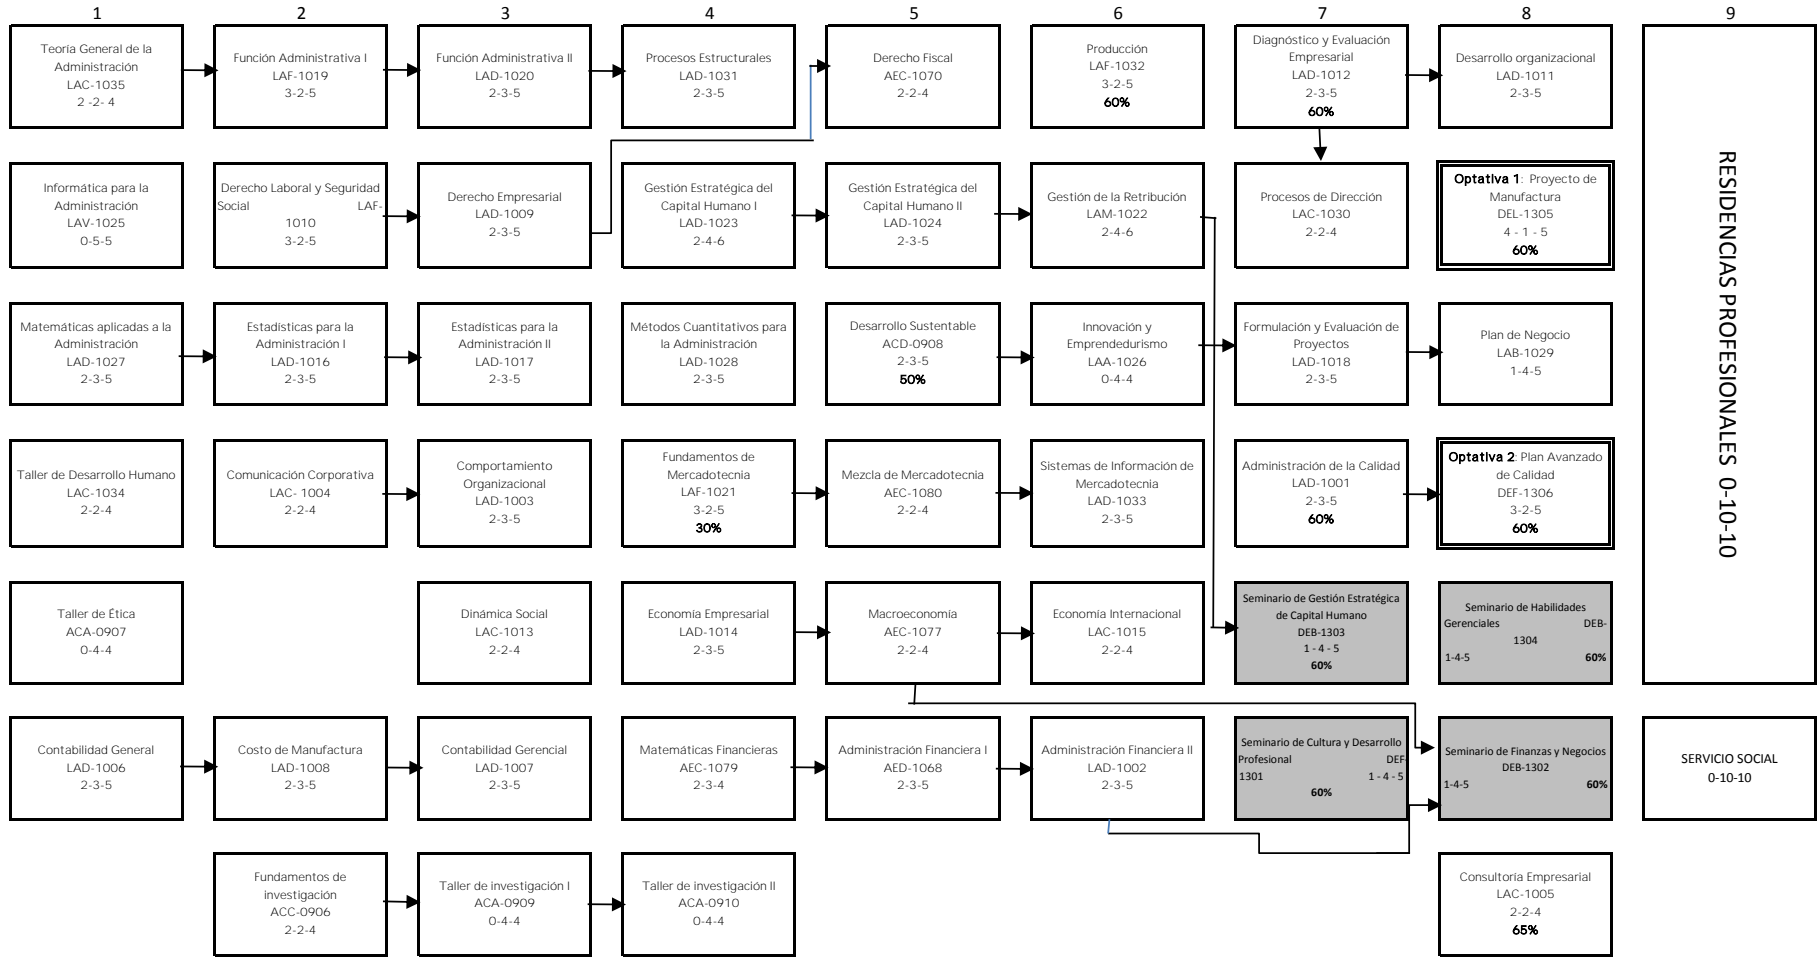 1
2
3
4
5
6
7
8
9
Teoría General de la
Administración
LAC-1035
2 -2- 4
Función Administrativa I
LAF-1019
3-2-5
Función Administrativa II
LAD-1020
2-3-5
Procesos Estructurales
LAD-1031
2-3-5
Derecho Fiscal
AEC-1070
2-2-4
Producción
LAF-1032
3-2-5
60%
Diagnóstico y Evaluación
Empresarial
LAD-1012
2-3-5
60%
Desarrollo organizacional
LAD-1011
2-3-5
RESIDENCIAS PROFESIONALES 0-10-10
Informática para la
Administración
LAV-1025
0-5-5
Derecho Laboral y Seguridad
Social LAF-
1010
3-2-5
Derecho Empresarial
LAD-1009
2-3-5
Gestión Estratégica del
Capital Humano I
LAD-1023
2-4-6
Gestión Estratégica del
Capital Humano II
LAD-1024
2-3-5
Gestión de la Retribución
LAM-1022
2-4-6
Procesos de Dirección
LAC-1030
2-2-4
Optativa 1: Proyecto de
Manufactura
DEL-1305
4 - 1 - 5
60%
Matemáticas aplicadas a la
Administración
LAD-1027
2-3-5
Estadísticas para la
Administración I
LAD-1016
2-3-5
Estadísticas para la
Administración II
LAD-1017
2-3-5
Métodos Cuantitativos para
la Administración
LAD-1028
2-3-5
Desarrollo Sustentable
ACD-0908
2-3-5
50%
Innovación y
Emprendedurismo
LAA-1026
0-4-4
Formulación y Evaluación de
Proyectos
LAD-1018
2-3-5
Plan de Negocio
LAB-1029
1-4-5
Taller de Desarrollo Humano
LAC-1034
2-2-4
Comunicación Corporativa
LAC- 1004
2-2-4
Comportamiento
Organizacional
LAD-1003
2-3-5
Fundamentos de
Mercadotecnia
LAF-1021
3-2-5
30%
Mezcla de Mercadotecnia
AEC-1080
2-2-4
Sistemas de Información de
Mercadotecnia
LAD-1033
2-3-5
Administración de la Calidad
LAD-1001
2-3-5
60%
Optativa 2: Plan Avanzado
de Calidad
DEF-1306
3-2-5
60%
Taller de Ética
ACA-0907
0-4-4
Dinámica Social
LAC-1013
2-2-4
Economía Empresarial
LAD-1014
2-3-5
Macroeconomía
AEC-1077
2-2-4
Economía Internacional
LAC-1015
2-2-4
Seminario de Gestión Estratégica
de Capital Humano
DEB-1303
1 - 4 - 5
60%
Seminario de Habilidades
Gerenciales DEB-
1304
1-4-5 60%
Contabilidad General
LAD-1006
2-3-5
Costo de Manufactura
LAD-1008
2-3-5
Contabilidad Gerencial
LAD-1007
2-3-5
Matemáticas Financieras
AEC-1079
2-3-4
Administración Financiera I
AED-1068
2-3-5
Administración Financiera II
LAD-1002
2-3-5
Seminario de Cultura y Desarrollo
Profesional DEF-
1301 1 - 4 - 5
60%
Seminario de Finanzas y Negocios
DEB-1302
1-4-5 60%
SERVICIO SOCIAL
0-10-10
Fundamentos de
investigación
ACC-0906
2-2-4
Taller de investigación I
ACA-0909
0-4-4
Taller de investigación II
ACA-0910
0-4-4
Consultoría Empresarial
LAC-1005
2-2-4
65%